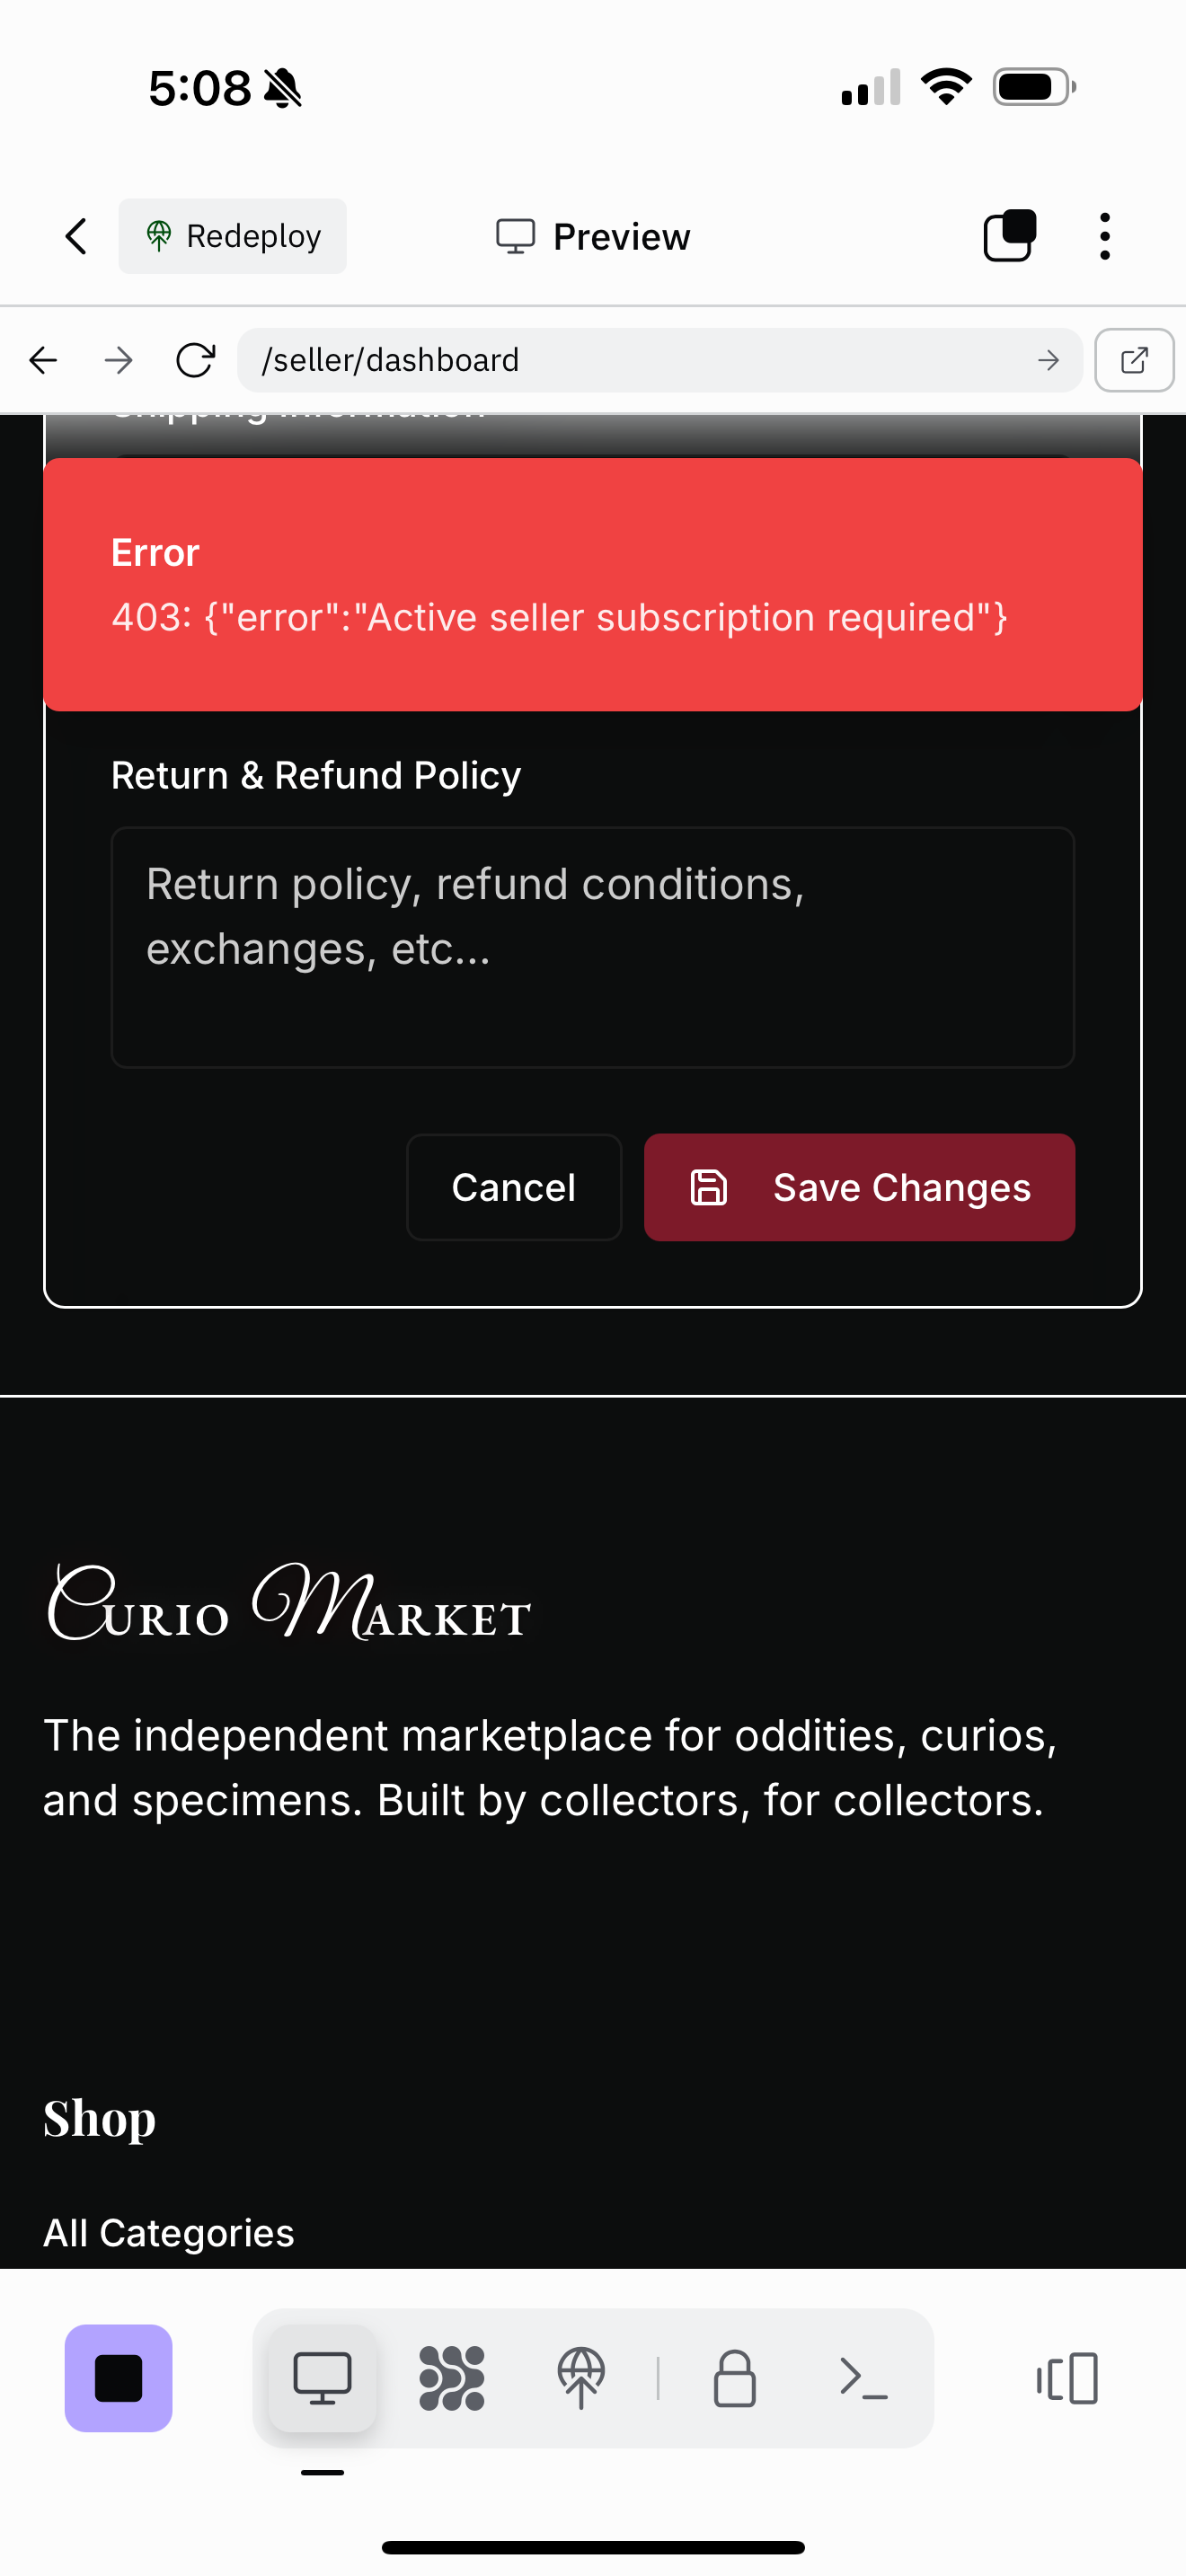 5:08
Redeploy
Preview
/seller/dashboard
Shipping Information
Error
403: {"error":"Active seller subscription required"}
Return & Refund Policy
Return policy, refund conditions,
exchanges, etc...
Cancel
Save Changes
Curio Market
The independent marketplace for oddities, curios,
and specimens. Built by collectors, for collectors.
Shop
All Categories